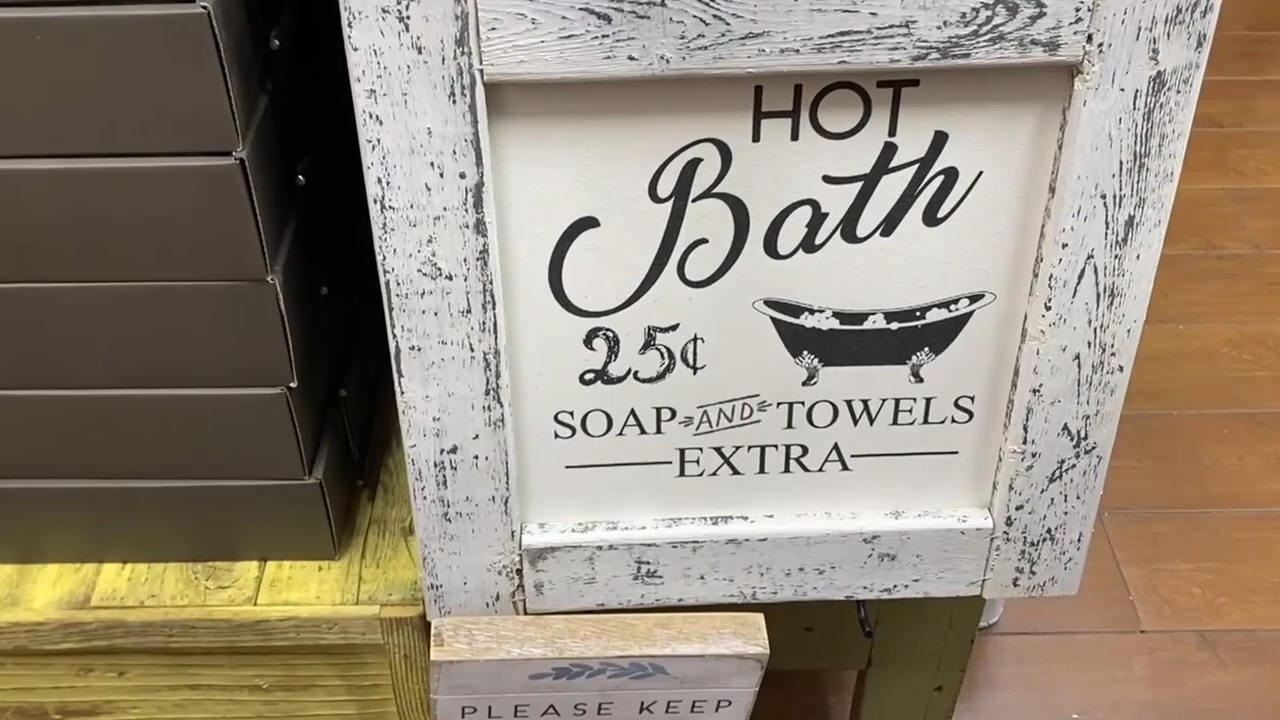 HOT
Bath
25¢
SOAP AND TOWELS
EXTRA
PLEASE KEEP